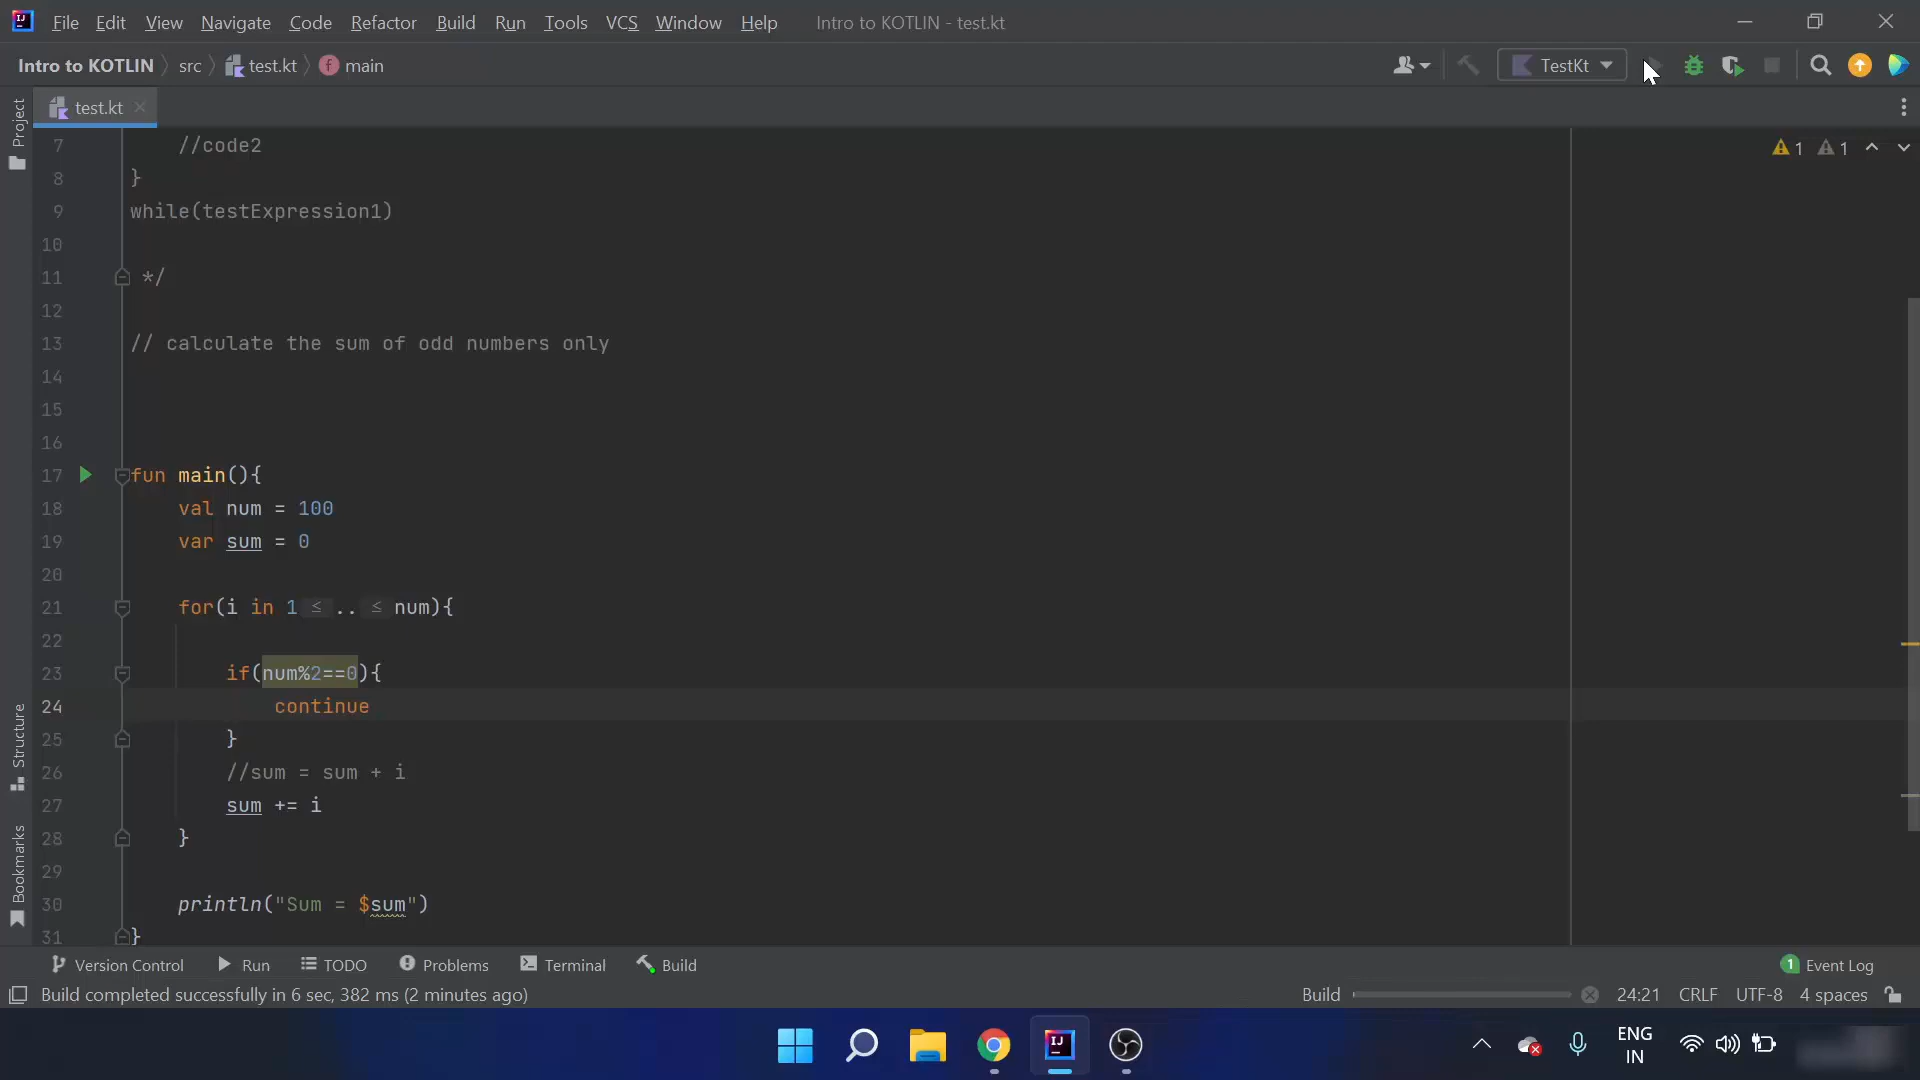 File Edit View Navigate Code Refactor Build Run Tools VCS Window Help Intro to KOTLIN - test.kt
Intro to KOTLIN src test.kt main TestKt
Project
test.kt
7 //code2
8 }
9 while(testExpression1)
10
11 */
12
13 // calculate the sum of odd numbers only
14
15
16
17 fun main(){
18 val num = 100
19 var sum = 0
20
21 for(i in 1 ≤ .. ≤ num){
22
23 if(num%2==0){
24 continue
25 }
26 //sum = sum + i
27 sum += i
28 }
29
30 println("Sum = $sum")
31 }
1 1
Structure
Bookmarks
Version Control Run TODO Problems Terminal Build 1 Event Log
Build completed successfully in 6 sec, 382 ms (2 minutes ago) Build 24:21 CRLF UTF-8 4 spaces
ENG
IN